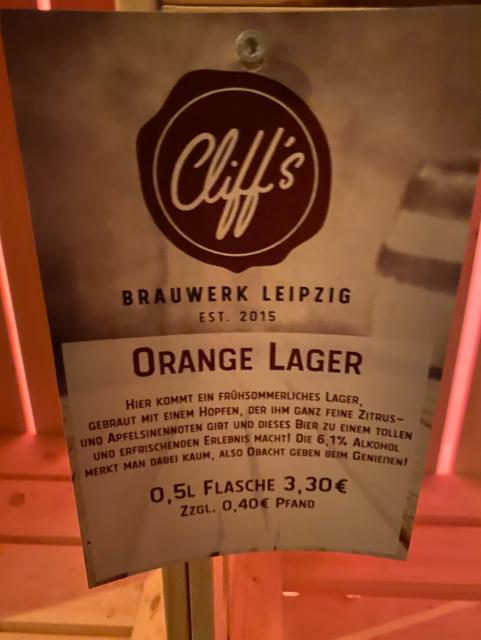 Cliff's
BRAUWERK LEIPZIG
EST. 2015
ORANGE LAGER
HIER KOMMT EIN FRÜHSOMMERLICHES LAGER,
GEBRAUT MIT EINEM HOPFEN, DER IHM GANZ FEINE ZITRUS-
UND APFELSINENNOTEN GIBT UND DIESES BIER ZU EINEM TOLLEN
UND ERFRISCHENDEN ERLEBNIS MACHT! DIE 6,1% ALKOHOL
MERKT MAN DABEI KAUM, ALSO OBACHT GEBEN BEIM GENIEßEN!
0,5L FLASCHE 3,30€
ZZGL. 0,40€ PFAND